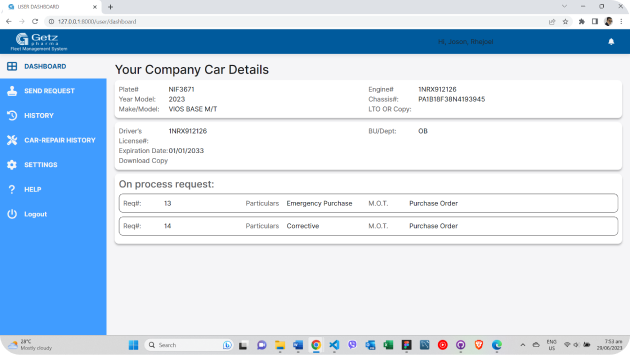 USER DASHBOARD
127.0.0.1:8000/user/dashboard
Getz
pharma
Fleet Management System
DASHBOARD
SEND REQUEST
HISTORY
CAR-REPAIR HISTORY
SETTINGS
HELP
Logout
Your Company Car Details
Plate# NIF3671 Engine# 1NRX912126
Year Model: 2023 Chassis#: PA1B18F38N4193945
Make/Model: VIOS BASE M/T LTO OR Copy:
Driver's 1NRX912126 BU/Dept: OB
License#:
Expiration Date: 01/01/2033
Download Copy
On process request:
Req#: 13 Particulars Emergency Purchase M.O.T. Purchase Order
Req#: 14 Particulars Corrective M.O.T. Purchase Order
28°C
Mostly cloudy
Search
ENG
US
7:53 am
29/06/2023